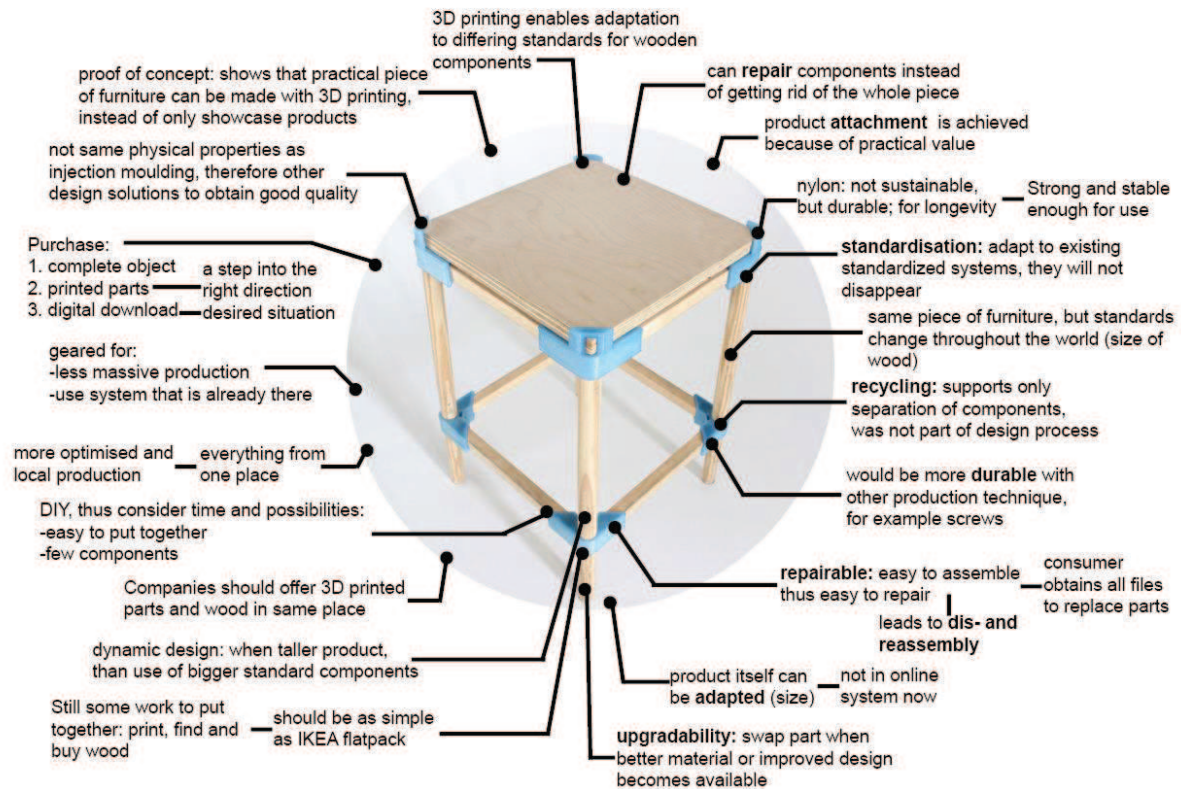 3D printing enables adaptation
to differing standards for wooden
components
proof of concept: shows that practical piece
of furniture can be made with 3D printing,
instead of only showcase products
can repair components instead
of getting rid of the whole piece
product attachment is achieved
because of practical value
not same physical properties as
injection moulding, therefore other
design solutions to obtain good quality
nylon: not sustainable,
but durable; for longevity
Strong and stable
enough for use
Purchase:
1. complete object
2. printed parts
3. digital download
a step into the
right direction
desired situation
standardisation: adapt to existing
standardized systems, they will not
disappear
same piece of furniture, but standards
change throughout the world (size of
wood)
geared for:
-less massive production
-use system that is already there
recycling: supports only
separation of components,
was not part of design process
more optimised and
local production
everything from
one place
would be more durable with
other production technique,
for example screws
DIY, thus consider time and possibilities:
-easy to put together
-few components
Companies should offer 3D printed
parts and wood in same place
repairable: easy to assemble
thus easy to repair
consumer
obtains all files
to replace parts
leads to dis- and
reassembly
dynamic design: when taller product,
than use of bigger standard components
product itself can
be adapted (size)
not in online
system now
Still some work to put
together: print, find and
buy wood
should be as simple
as IKEA flatpack
upgradability: swap part when
better material or improved design
becomes available